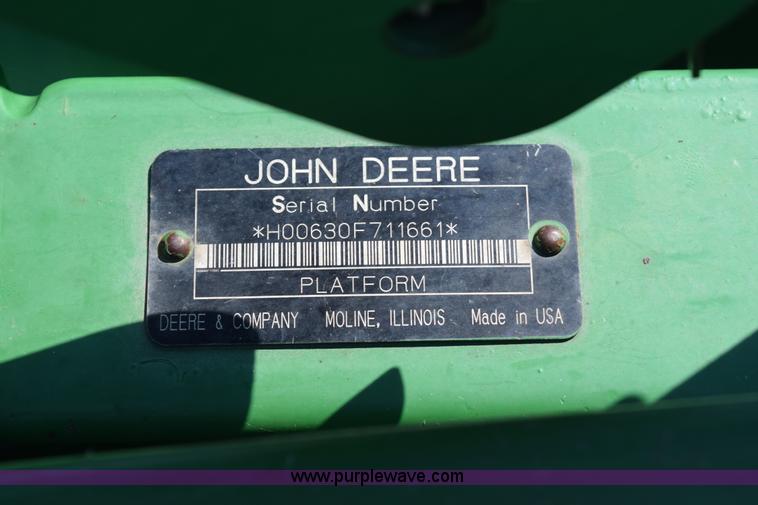 JOHN DEERE
Serial Number
*H00630F711661*
PLATFORM
DEERE & COMPANY MOLINE, ILLINOIS Made in USA
www.purplewave.com